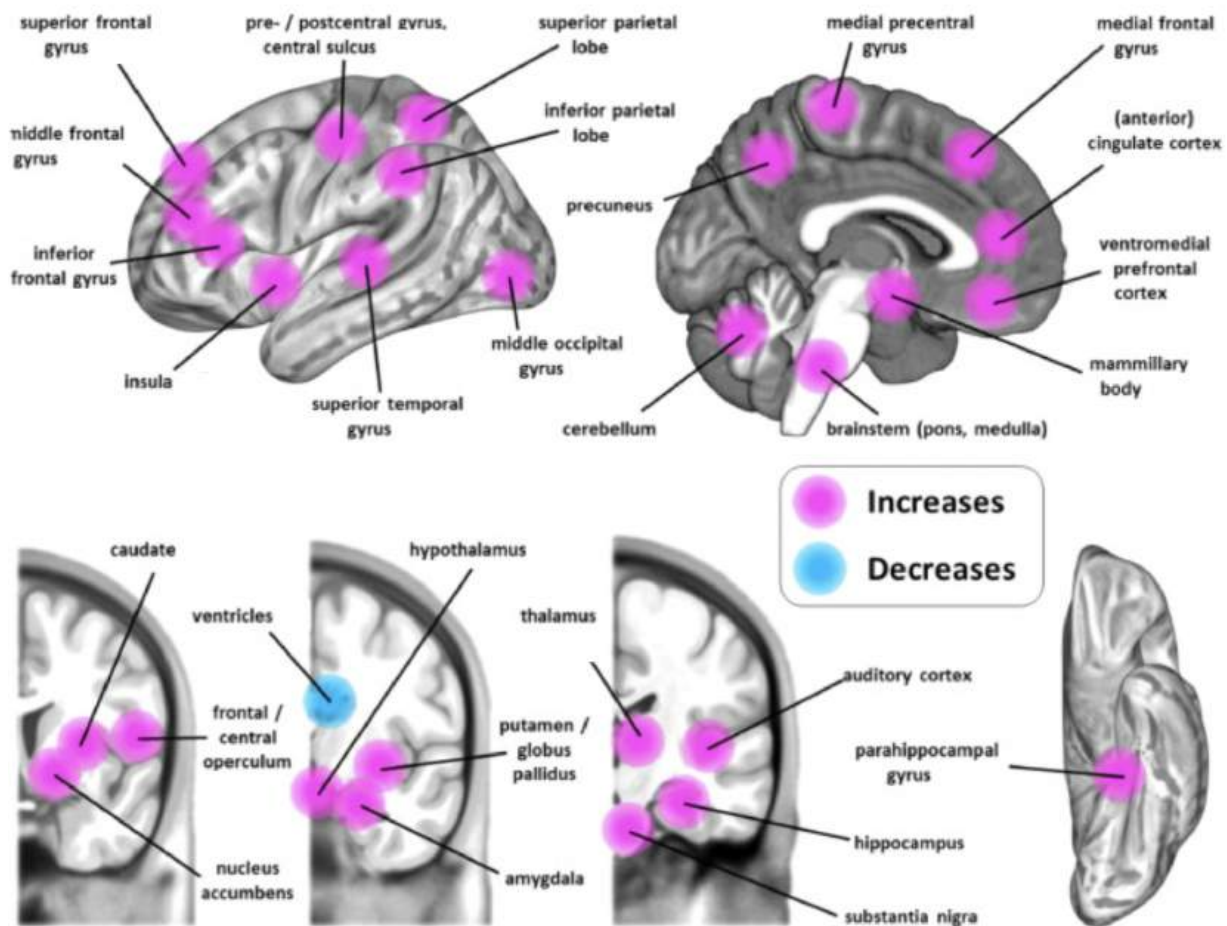 superior frontal
gyrus
pre- / postcentral gyrus,
central sulcus
superior parietal
lobe
inferior parietal
lobe
middle frontal
gyrus
inferior
frontal gyrus
insula
superior temporal
gyrus
middle occipital
gyrus
medial precentral
gyrus
medial frontal
gyrus
(anterior)
cingulate cortex
precuneus
ventromedial
prefrontal
cortex
mammillary
body
cerebellum
brainstem (pons, medulla)
Increases
Decreases
caudate
hypothalamus
ventricles
thalamus
frontal /
central
operculum
putamen /
globus
pallidus
auditory cortex
parahippocampal
gyrus
nucleus
accumbens
amygdala
hippocampus
substantia nigra